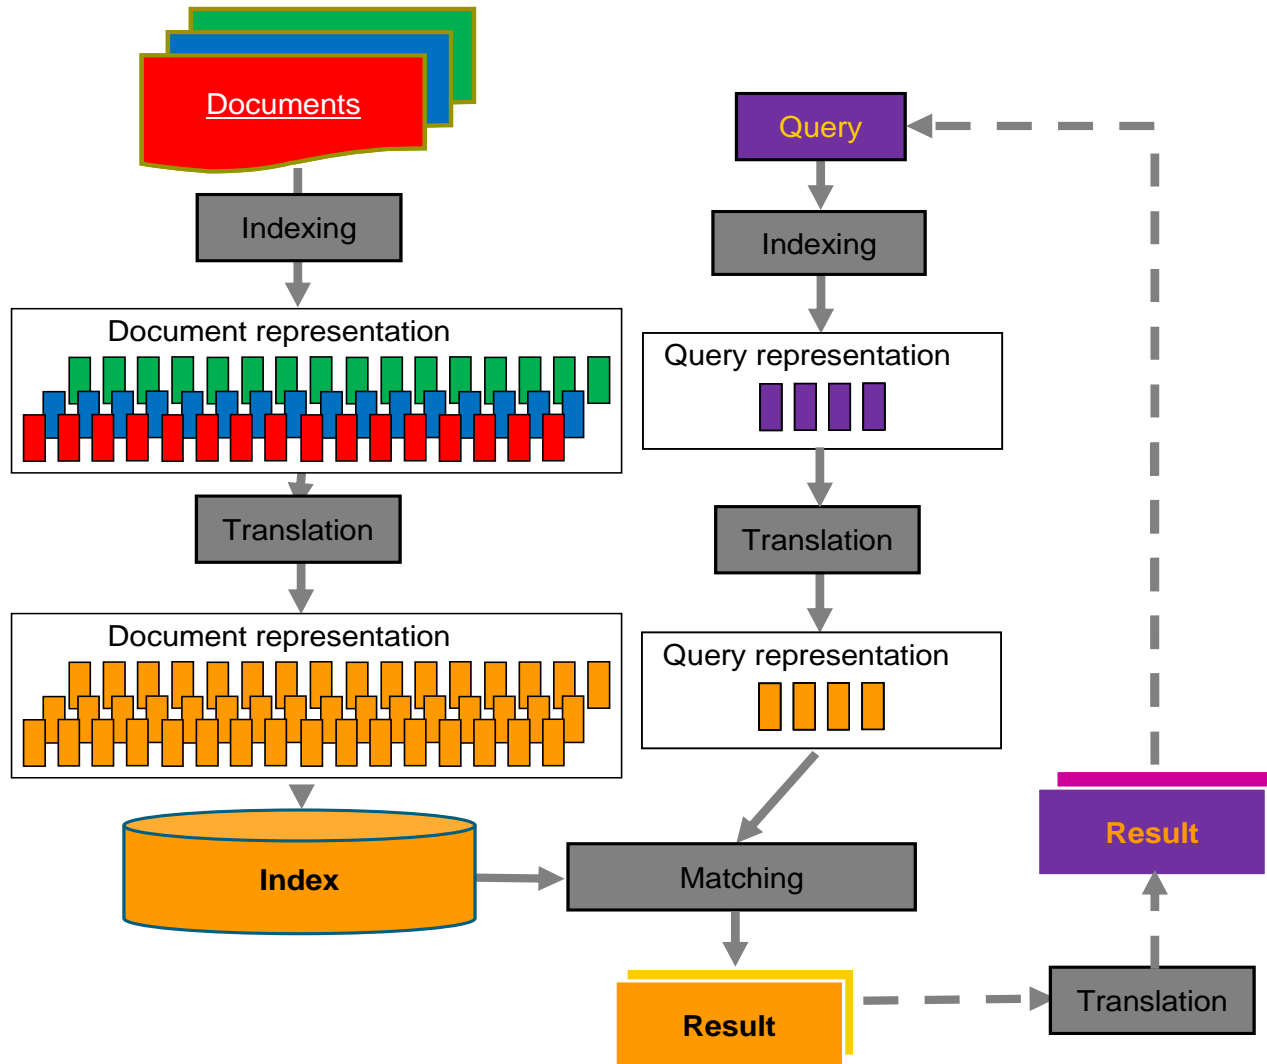 Documents
Indexing
Document representation
Translation
Document representation
Index
Query
Indexing
Query representation
Translation
Query representation
Matching
Result
Translation
Result